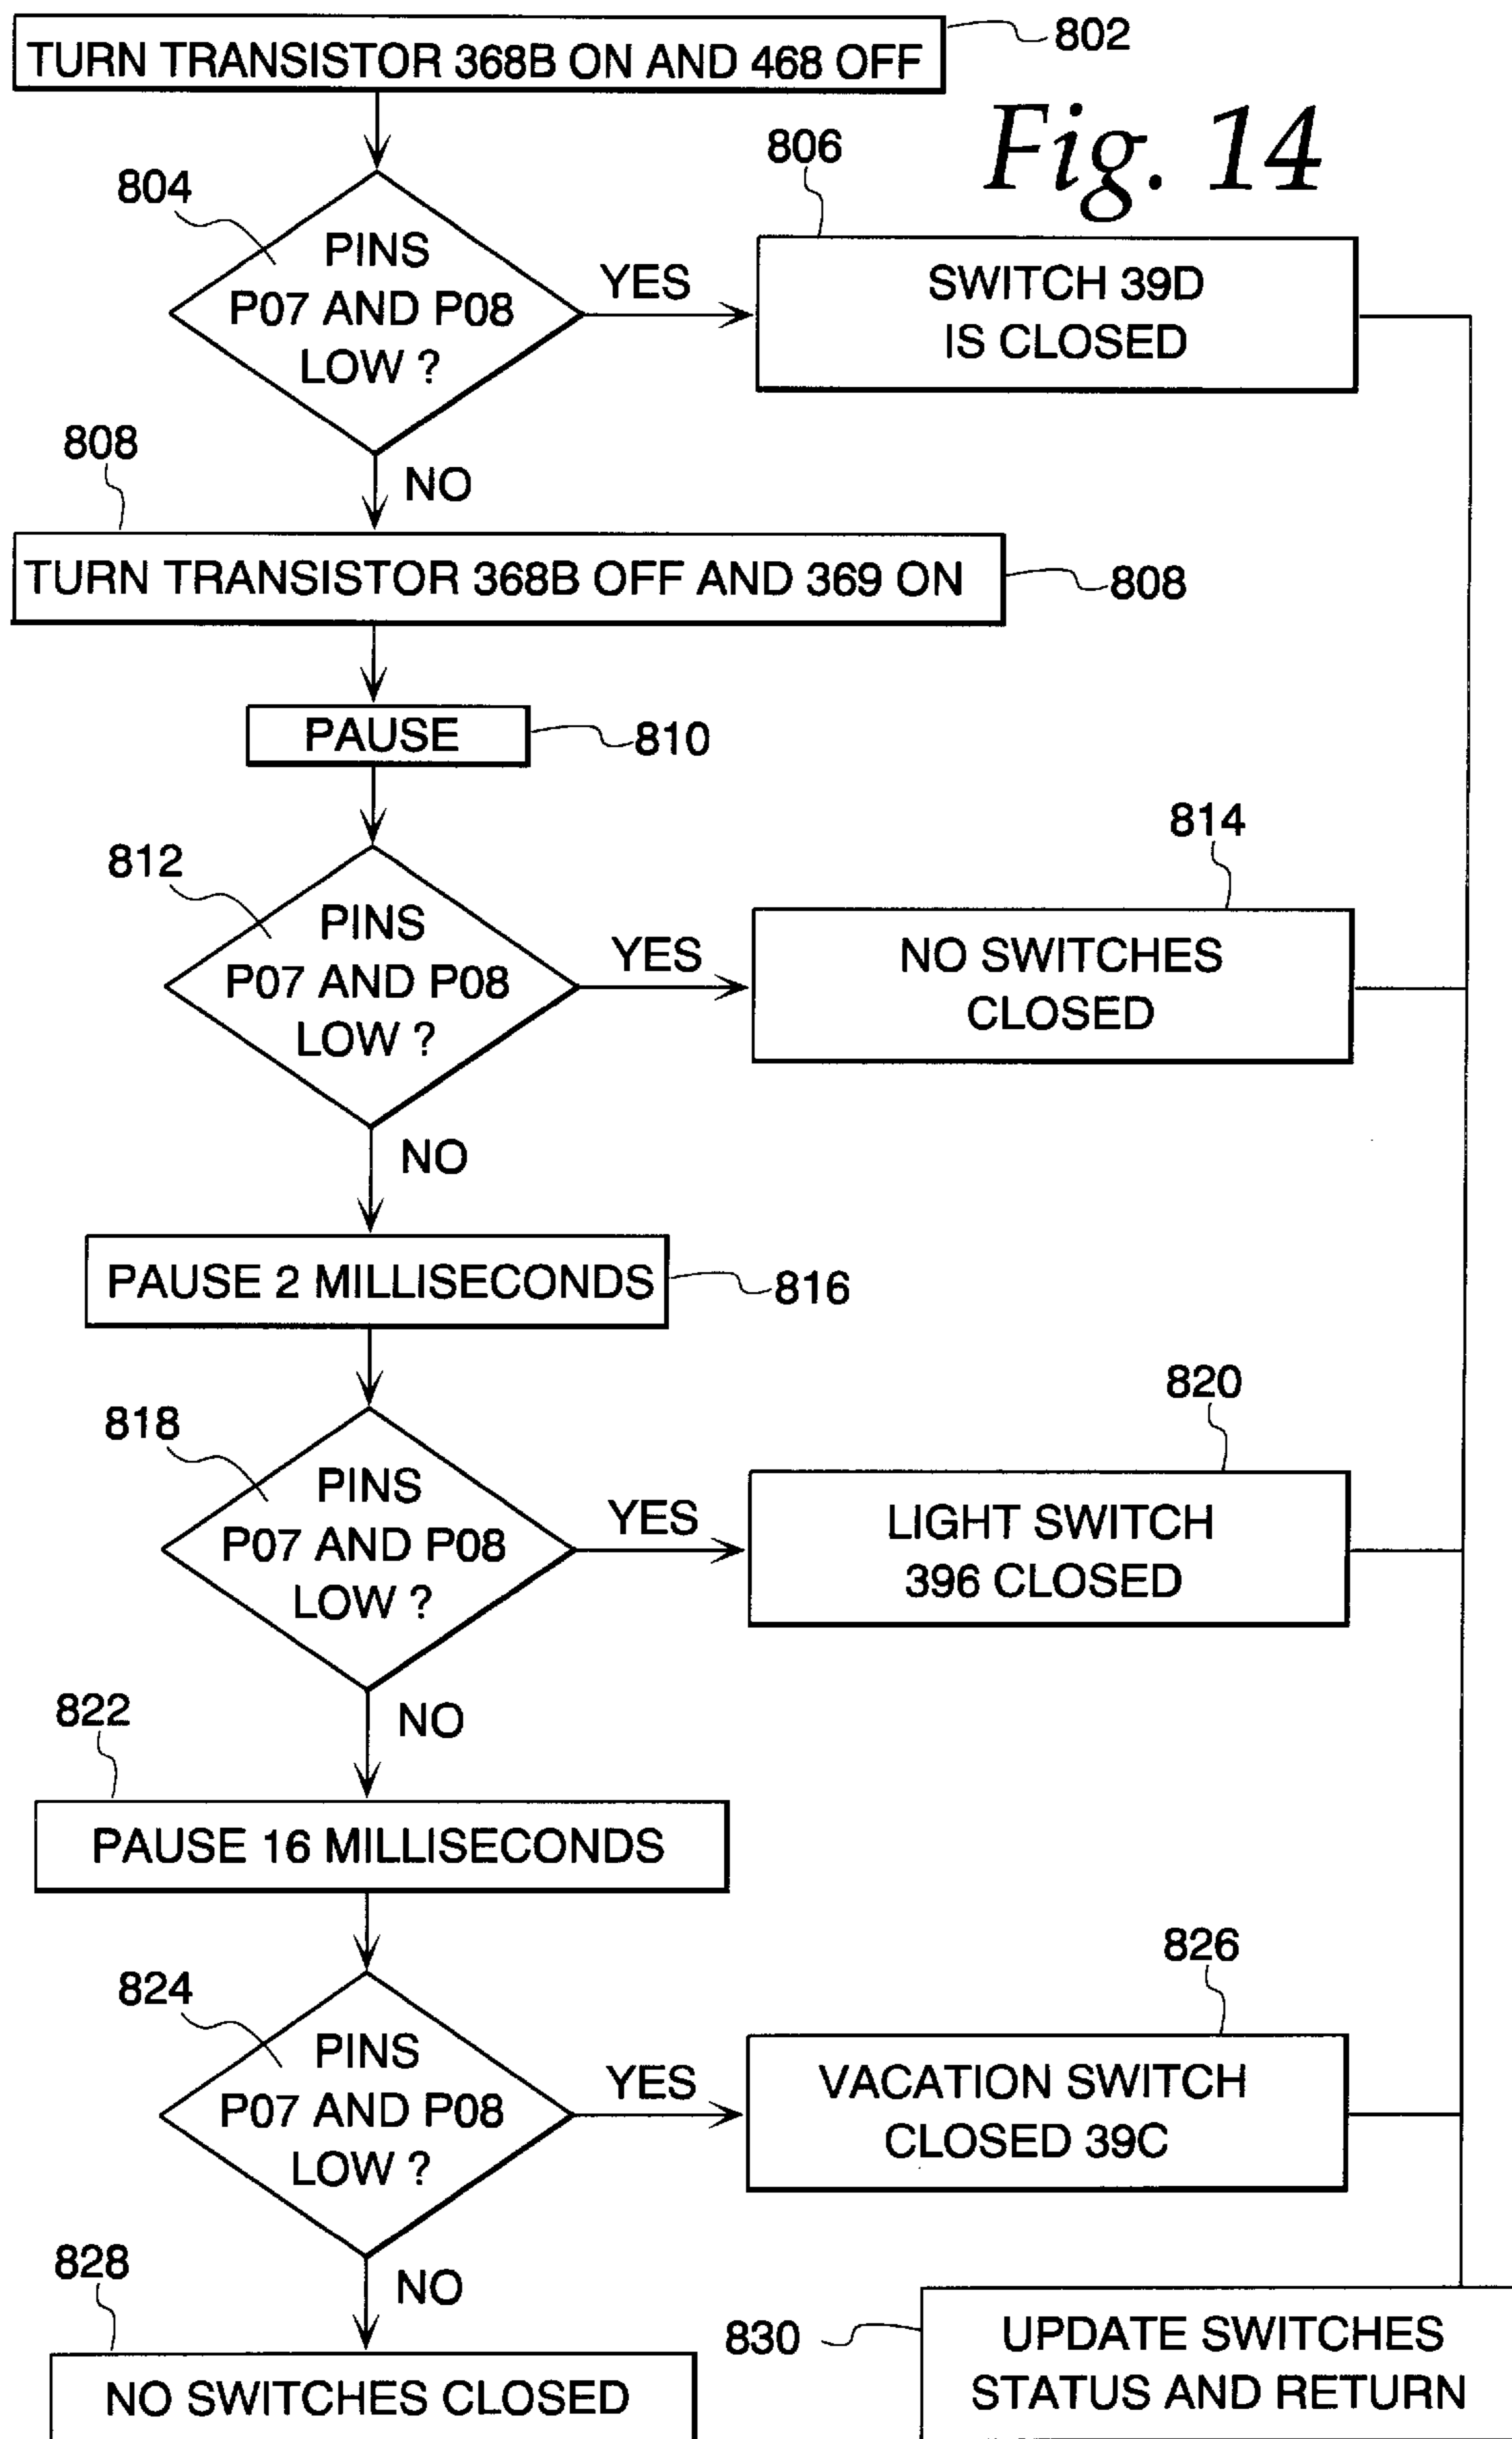 TURN TRANSISTOR 368B ON AND 468 OFF
802
Fig. 14
804
PINS
P07 AND P08
LOW ?
YES
806
SWITCH 39D
IS CLOSED
NO
808
TURN TRANSISTOR 368B OFF AND 369 ON
808
PAUSE
810
812
PINS
P07 AND P08
LOW ?
YES
814
NO SWITCHES
CLOSED
NO
PAUSE 2 MILLISECONDS
816
818
PINS
P07 AND P08
LOW ?
YES
820
LIGHT SWITCH
396 CLOSED
NO
822
PAUSE 16 MILLISECONDS
824
PINS
P07 AND P08
LOW ?
YES
826
VACATION SWITCH
CLOSED 39C
NO
828
NO SWITCHES CLOSED
830
UPDATE SWITCHES
STATUS AND RETURN